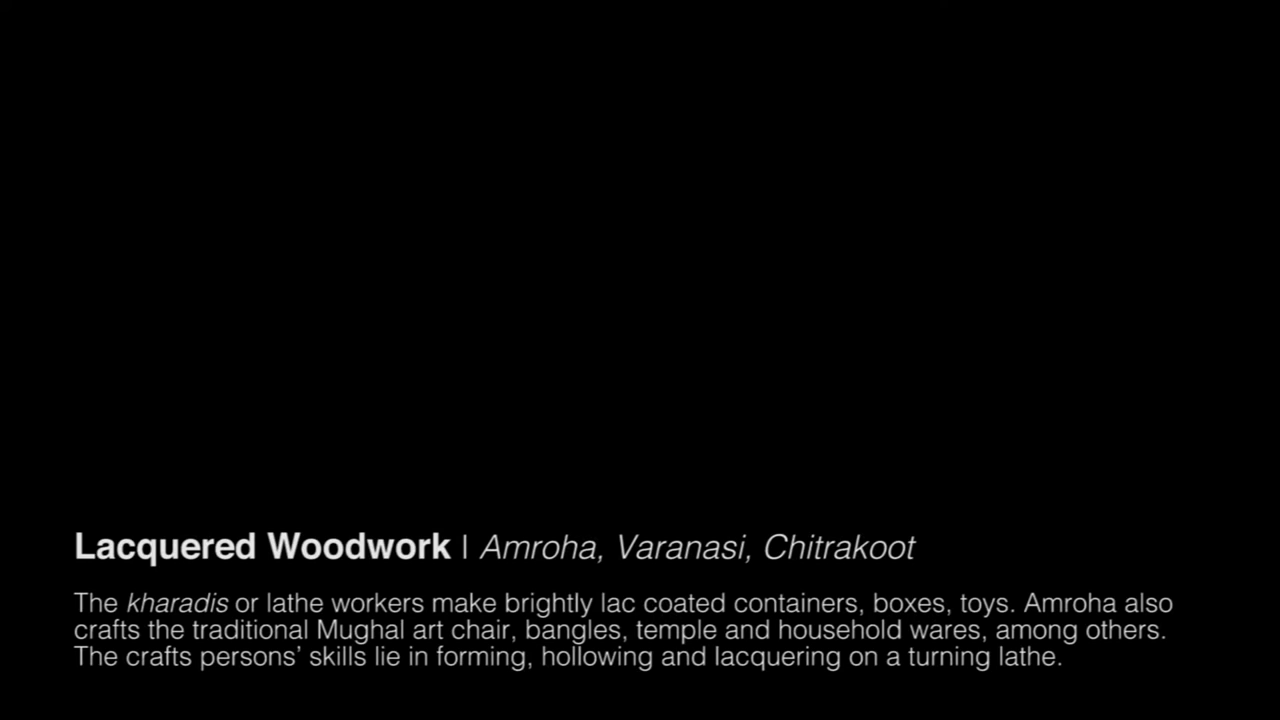 Lacquered Woodwork | Amroha, Varanasi, Chitrakoot
The kharadis or lathe workers make brightly lac coated containers, boxes, toys. Amroha also
crafts the traditional Mughal art chair, bangles, temple and household wares, among others.
The crafts persons’ skills lie in forming, hollowing and lacquering on a turning lathe.